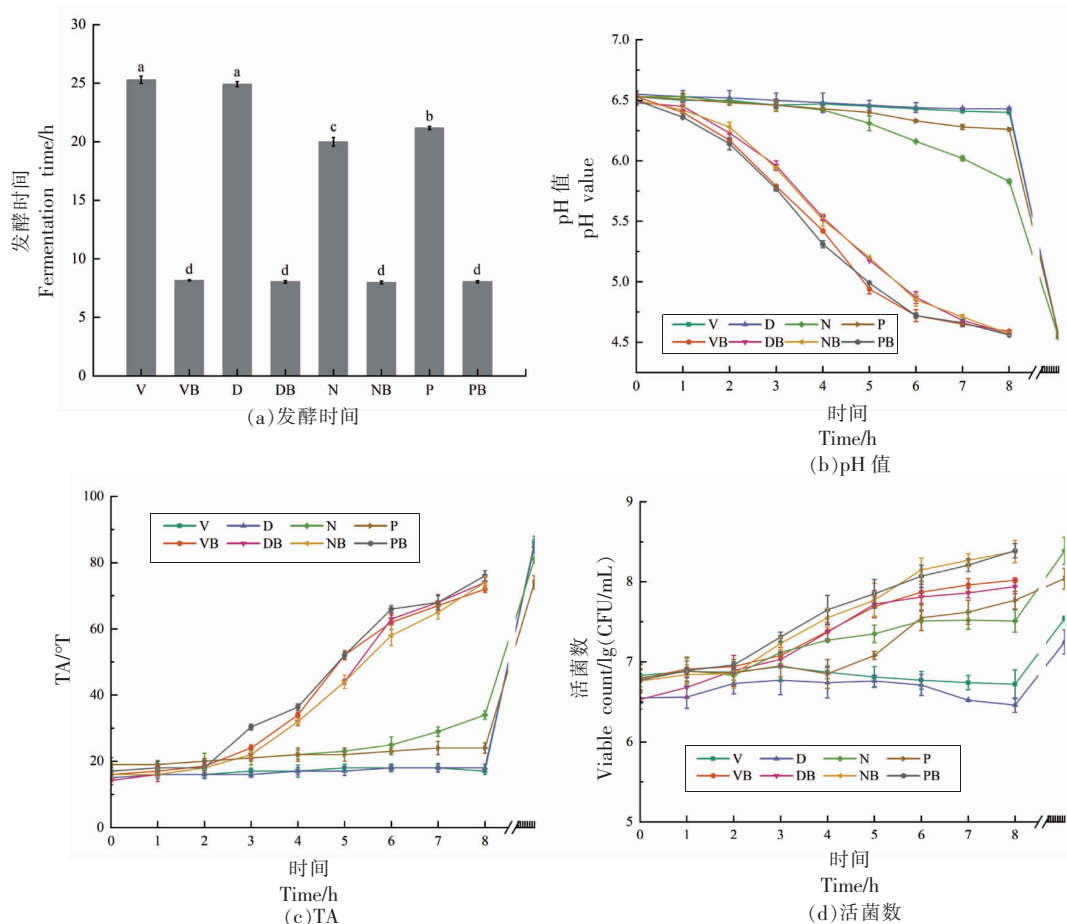 30
25
20
15
10
5
0
发酵时间
Fermentation time/h
a
d
a
d
c
d
b
d
V
VB
D
DB
N
NB
P
PB
(a)发酵时间
7.0
6.5
6.0
5.5
5.0
4.5
pH 值
pH value
V
D
N
P
VB
DB
NB
PB
0
1
2
3
4
5
6
7
8
时间
Time/h
(b)pH 值
100
80
60
40
20
0
TA/°T
V
D
N
P
VB
DB
NB
PB
0
1
2
3
4
5
6
7
8
时间
Time/h
(c)TA
9
8
7
6
5
活菌数
Viable count/lg(CFU/mL)
V
D
N
P
VB
DB
NB
PB
0
1
2
3
4
5
6
7
8
时间
Time/h
(d)活菌数